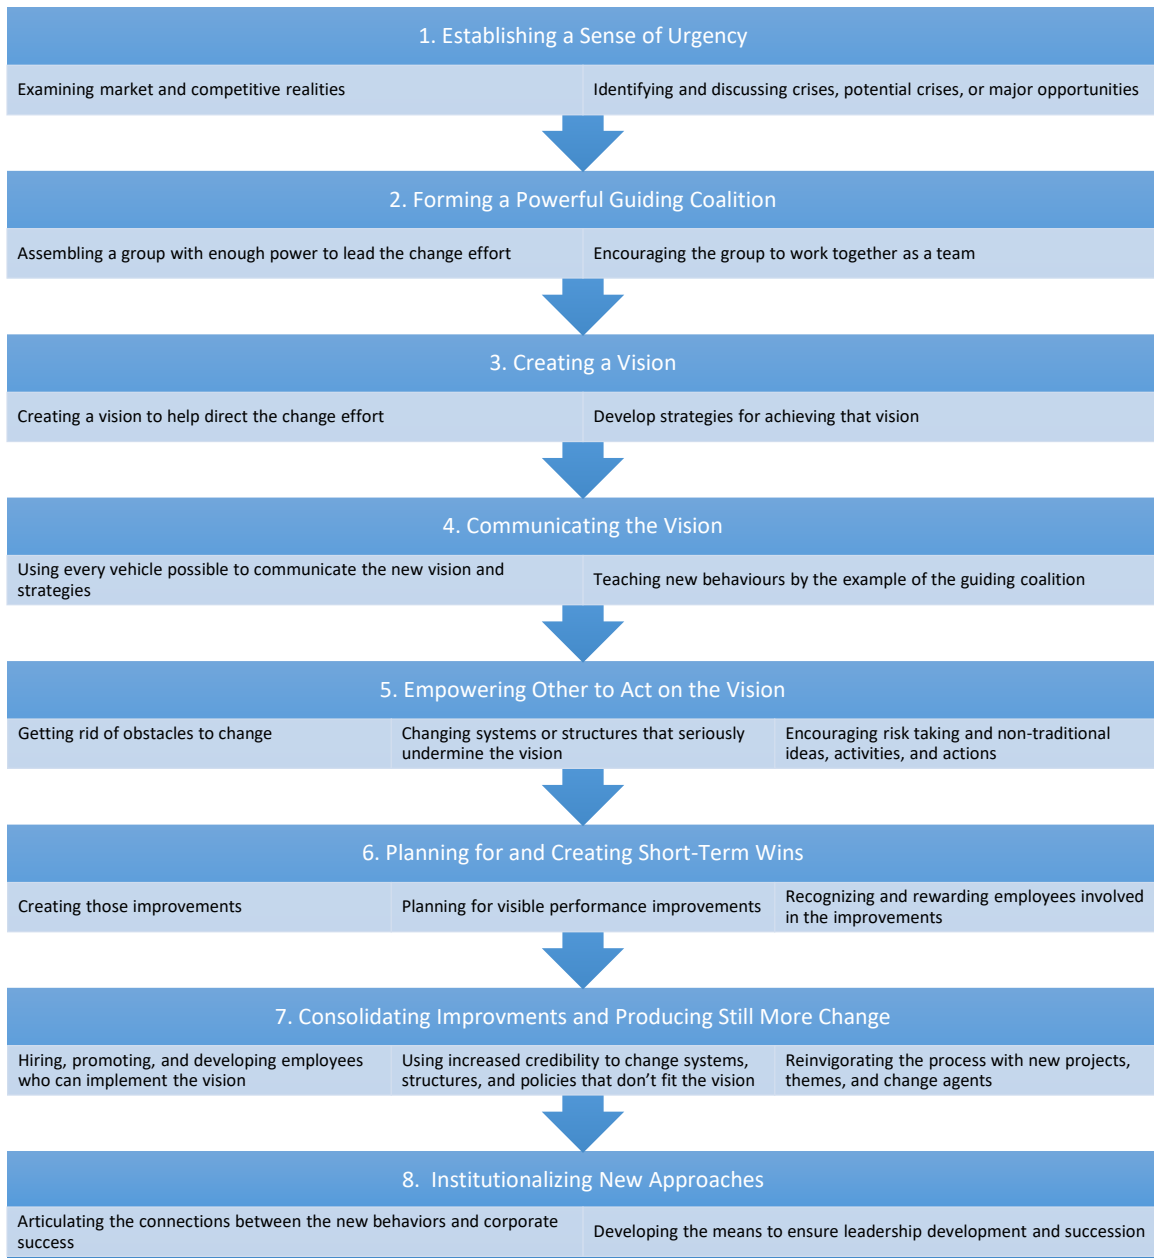 1. Establishing a Sense of Urgency
Examining market and competitive realities
Identifying and discussing crises, potential crises, or major opportunities
2. Forming a Powerful Guiding Coalition
Assembling a group with enough power to lead the change effort
Encouraging the group to work together as a team
3. Creating a Vision
Creating a vision to help direct the change effort
Develop strategies for achieving that vision
4. Communicating the Vision
Using every vehicle possible to communicate the new vision and
strategies
Teaching new behaviours by the example of the guiding coalition
5. Empowering Other to Act on the Vision
Getting rid of obstacles to change
Changing systems or structures that seriously
undermine the vision
Encouraging risk taking and non-traditional
ideas, activities, and actions
6. Planning for and Creating Short-Term Wins
Creating those improvements
Planning for visible performance improvements
Recognizing and rewarding employees involved
in the improvements
7. Consolidating Improvments and Producing Still More Change
Hiring, promoting, and developing employees
who can implement the vision
Using increased credibility to change systems,
structures, and policies that don’t fit the vision
Reinvigorating the process with new projects,
themes, and change agents
8.  Institutionalizing New Approaches
Articulating the connections between the new behaviors and corporate
success
Developing the means to ensure leadership development and succession